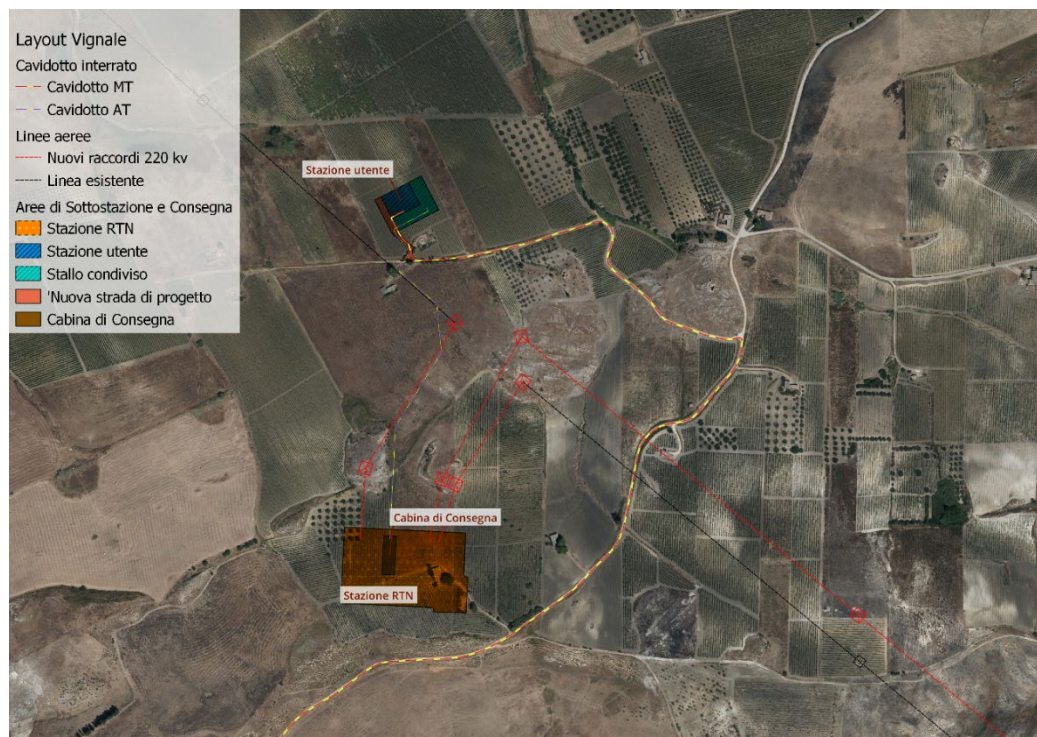 Layout Vignale
Cavidotto interrato
Cavidotto MT
Cavidotto AT
Linee aeree
Nuovi raccordi 220 kv
Linea esistente
Aree di Sottostazione e Consegna
Stazione RTN
Stazione utente
Stallo condiviso
'Nuova strada di progetto
Cabina di Consegna
Stazione utente
Cabina di Consegna
Stazione RTN